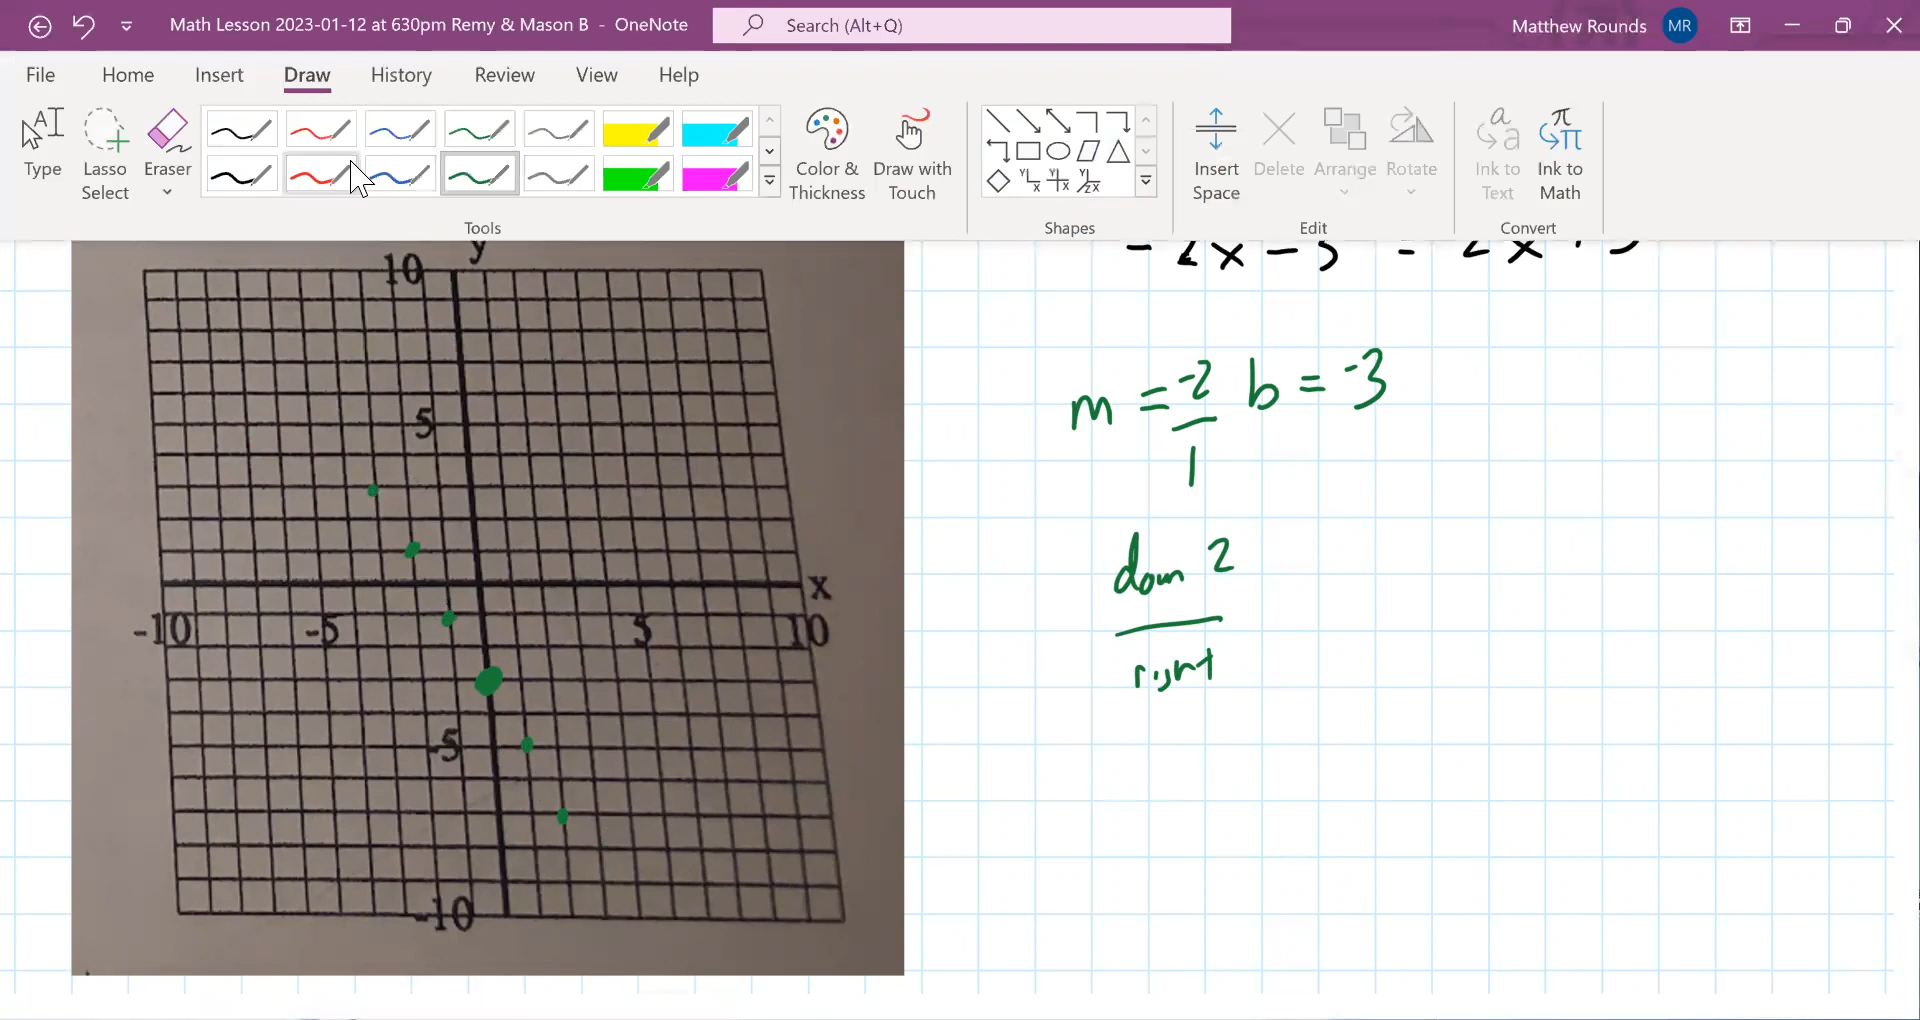 Math Lesson 2023-01-12 at 630pm Remy & Mason B - OneNote
Search (Alt+Q)
Matthew Rounds
MR
File
Home
Insert
Draw
History
Review
View
Help
Type
Lasso Select
Eraser
Color & Thickness
Draw with Touch
Insert Space
Delete
Arrange
Rotate
Ink to Text
Ink to Math
Tools
Shapes
Edit
Convert
y
10
5
x
-10
-5
5
10
-5
-10
m = -2/1 b = -3
down 2
right